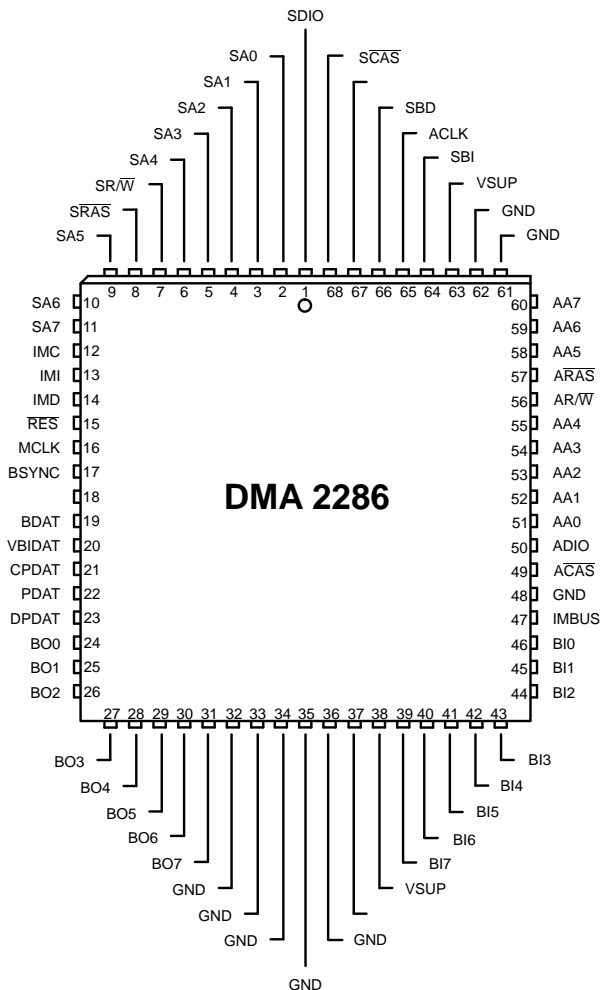 SDIO
SA0
SC̅A̅S̅
SA1
SA2
SBD
SA3
ACLK
SA4
SBI
SR/W̅
VSUP
SR̅A̅S̅
GND
SA5
GND
9 8 7 6 5 4 3 2 1 68 67 66 65 64 63 62 61
SA6 10 60 AA7
SA7 11 59 AA6
IMC 12 58 AA5
IMI 13 57 AR̅A̅S̅
IMD 14 56 AR/W̅
R̅E̅S̅ 15 55 AA4
MCLK 16 54 AA3
BSYNC 17 53 AA2
18 52 AA1
DMA 2286
BDAT 19 51 AA0
VBIDAT 20 50 ADIO
CPDAT 21 49 AC̅A̅S̅
PDAT 22 48 GND
DPDAT 23 47 IMBUS
BO0 24 46 BI0
BO1 25 45 BI1
BO2 26 44 BI2
27 28 29 30 31 32 33 34 35 36 37 38 39 40 41 42 43
BO3
BI3
BO4
BI4
BO5
BI5
BO6
BI6
BO7
BI7
GND
VSUP
GND
GND
GND
GND